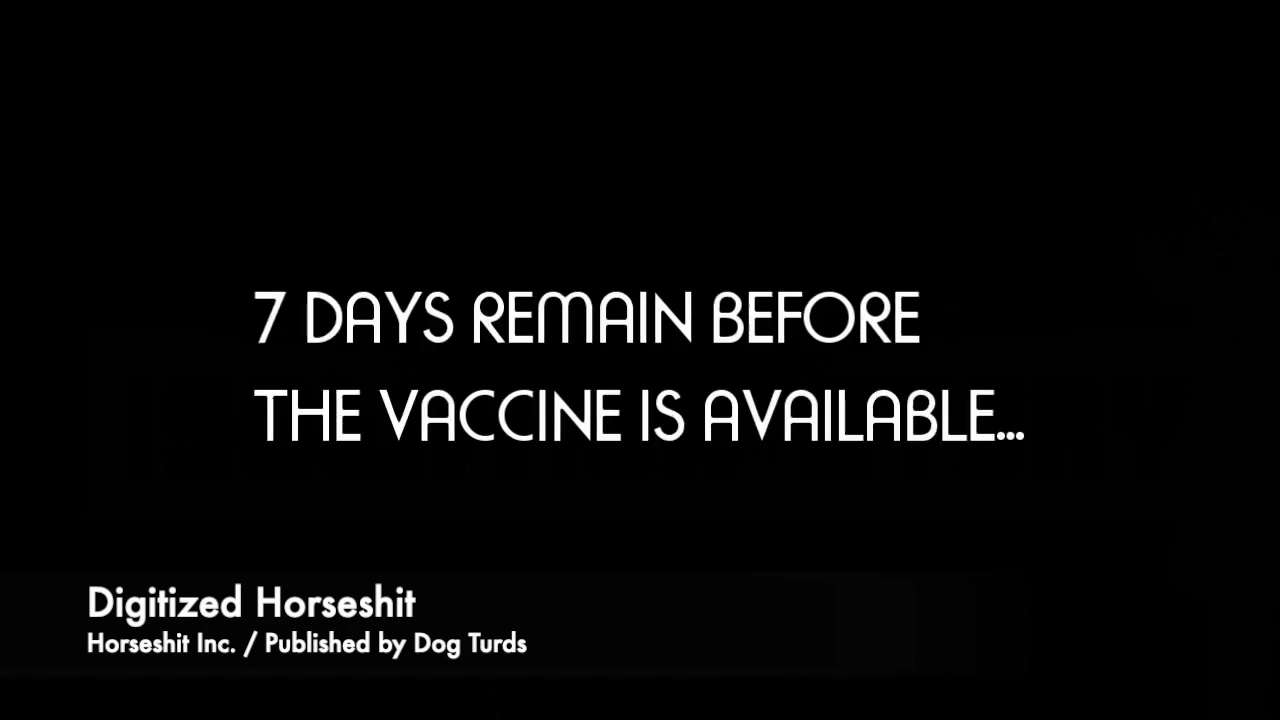 7 DAYS REMAIN BEFORE
THE VACCINE IS AVAILABLE...
Digitized Horseshit
Horseshit Inc. / Published by Dog Turds